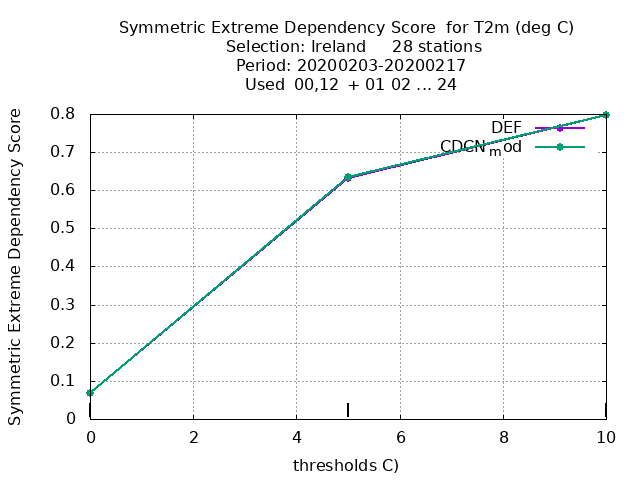 Symmetric Extreme Dependency Score for T2m (deg C)
Selection: Ireland 28 stations
Period: 20200203-20200217
Used 00,12 + 01 02 ... 24
Symmetric Extreme Dependency Score
0.8
0.7
0.6
0.5
0.4
0.3
0.2
0.1
0
DEF
CDCN_mod
0 2 4 6 8 10
thresholds C)